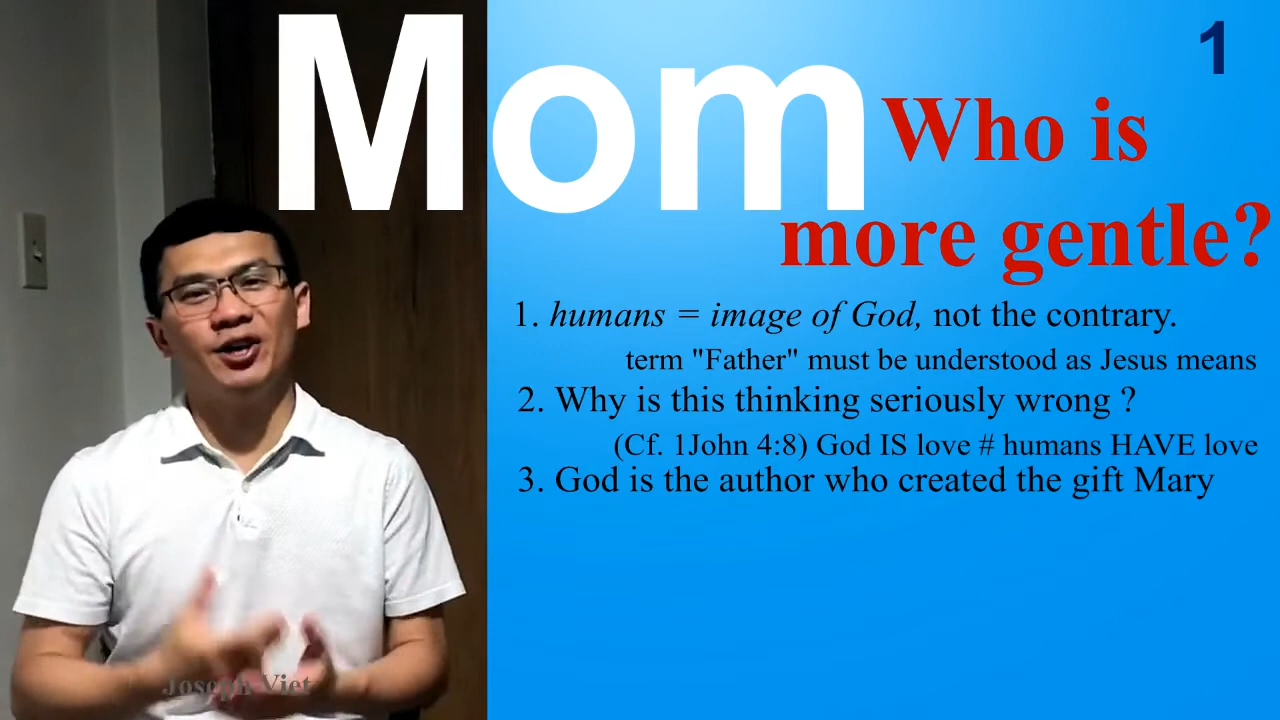 Mom
1
Who is
more gentle?
1. humans = image of God, not the contrary.
term "Father" must be understood as Jesus means
2. Why is this thinking seriously wrong ?
(Cf. 1John 4:8) God IS love # humans HAVE love
3. God is the author who created the gift Mary
Joseph Viet